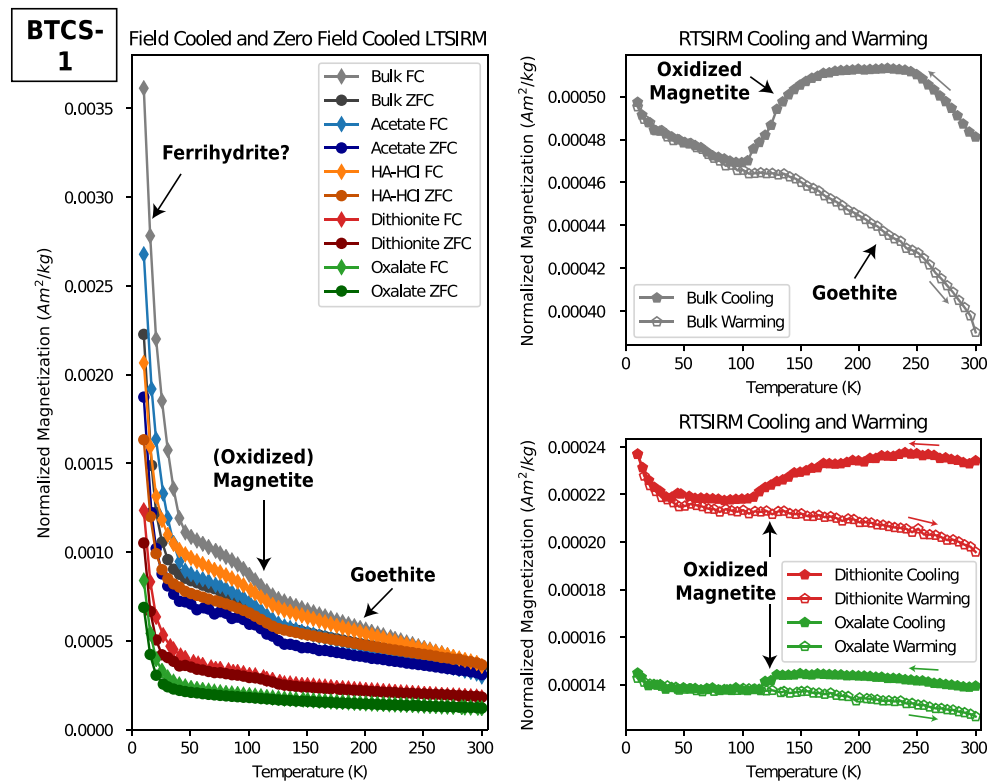 BTCS-
1
Field Cooled and Zero Field Cooled LTSIRM
Normalized Magnetization (Am²/kg)
0.0035
0.0030
0.0025
0.0020
0.0015
0.0010
0.0005
0.0000
0 50 100 150 200 250 300
Temperature (K)
Bulk FC
Bulk ZFC
Acetate FC
Acetate ZFC
HA-HCl FC
HA-HCl ZFC
Dithionite FC
Dithionite ZFC
Oxalate FC
Oxalate ZFC
Ferrihydrite?
(Oxidized)
Magnetite
Goethite
RTSIRM Cooling and Warming
Normalized Magnetization (Am²/kg)
0.00050
0.00048
0.00046
0.00044
0.00042
0.00040
Oxidized
Magnetite
Goethite
Bulk Cooling
Bulk Warming
0 50 100 150 200 250 300
Temperature (K)
RTSIRM Cooling and Warming
Normalized Magnetization (Am²/kg)
0.00024
0.00022
0.00020
0.00018
0.00016
0.00014
Oxidized
Magnetite
Dithionite Cooling
Dithionite Warming
Oxalate Cooling
Oxalate Warming
0 50 100 150 200 250 300
Temperature (K)